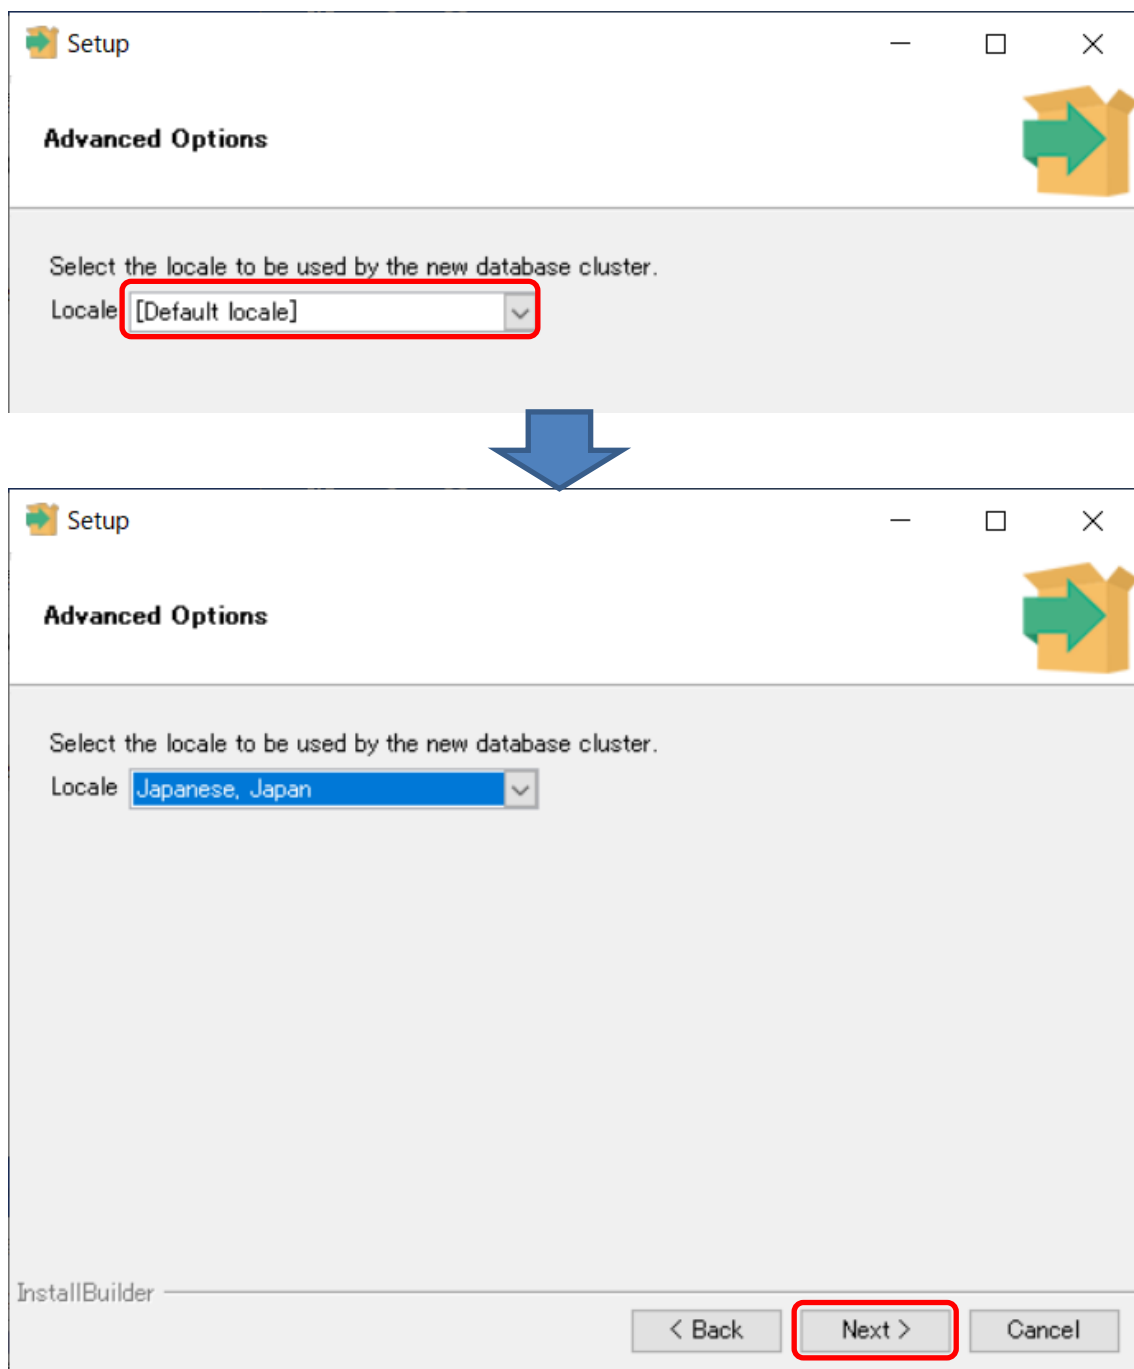 Setup
Advanced Options
Select the locale to be used by the new database cluster.
Locale [Default locale]
Setup
Advanced Options
Select the locale to be used by the new database cluster.
Locale Japanese, Japan
InstallBuilder
< Back Next > Cancel